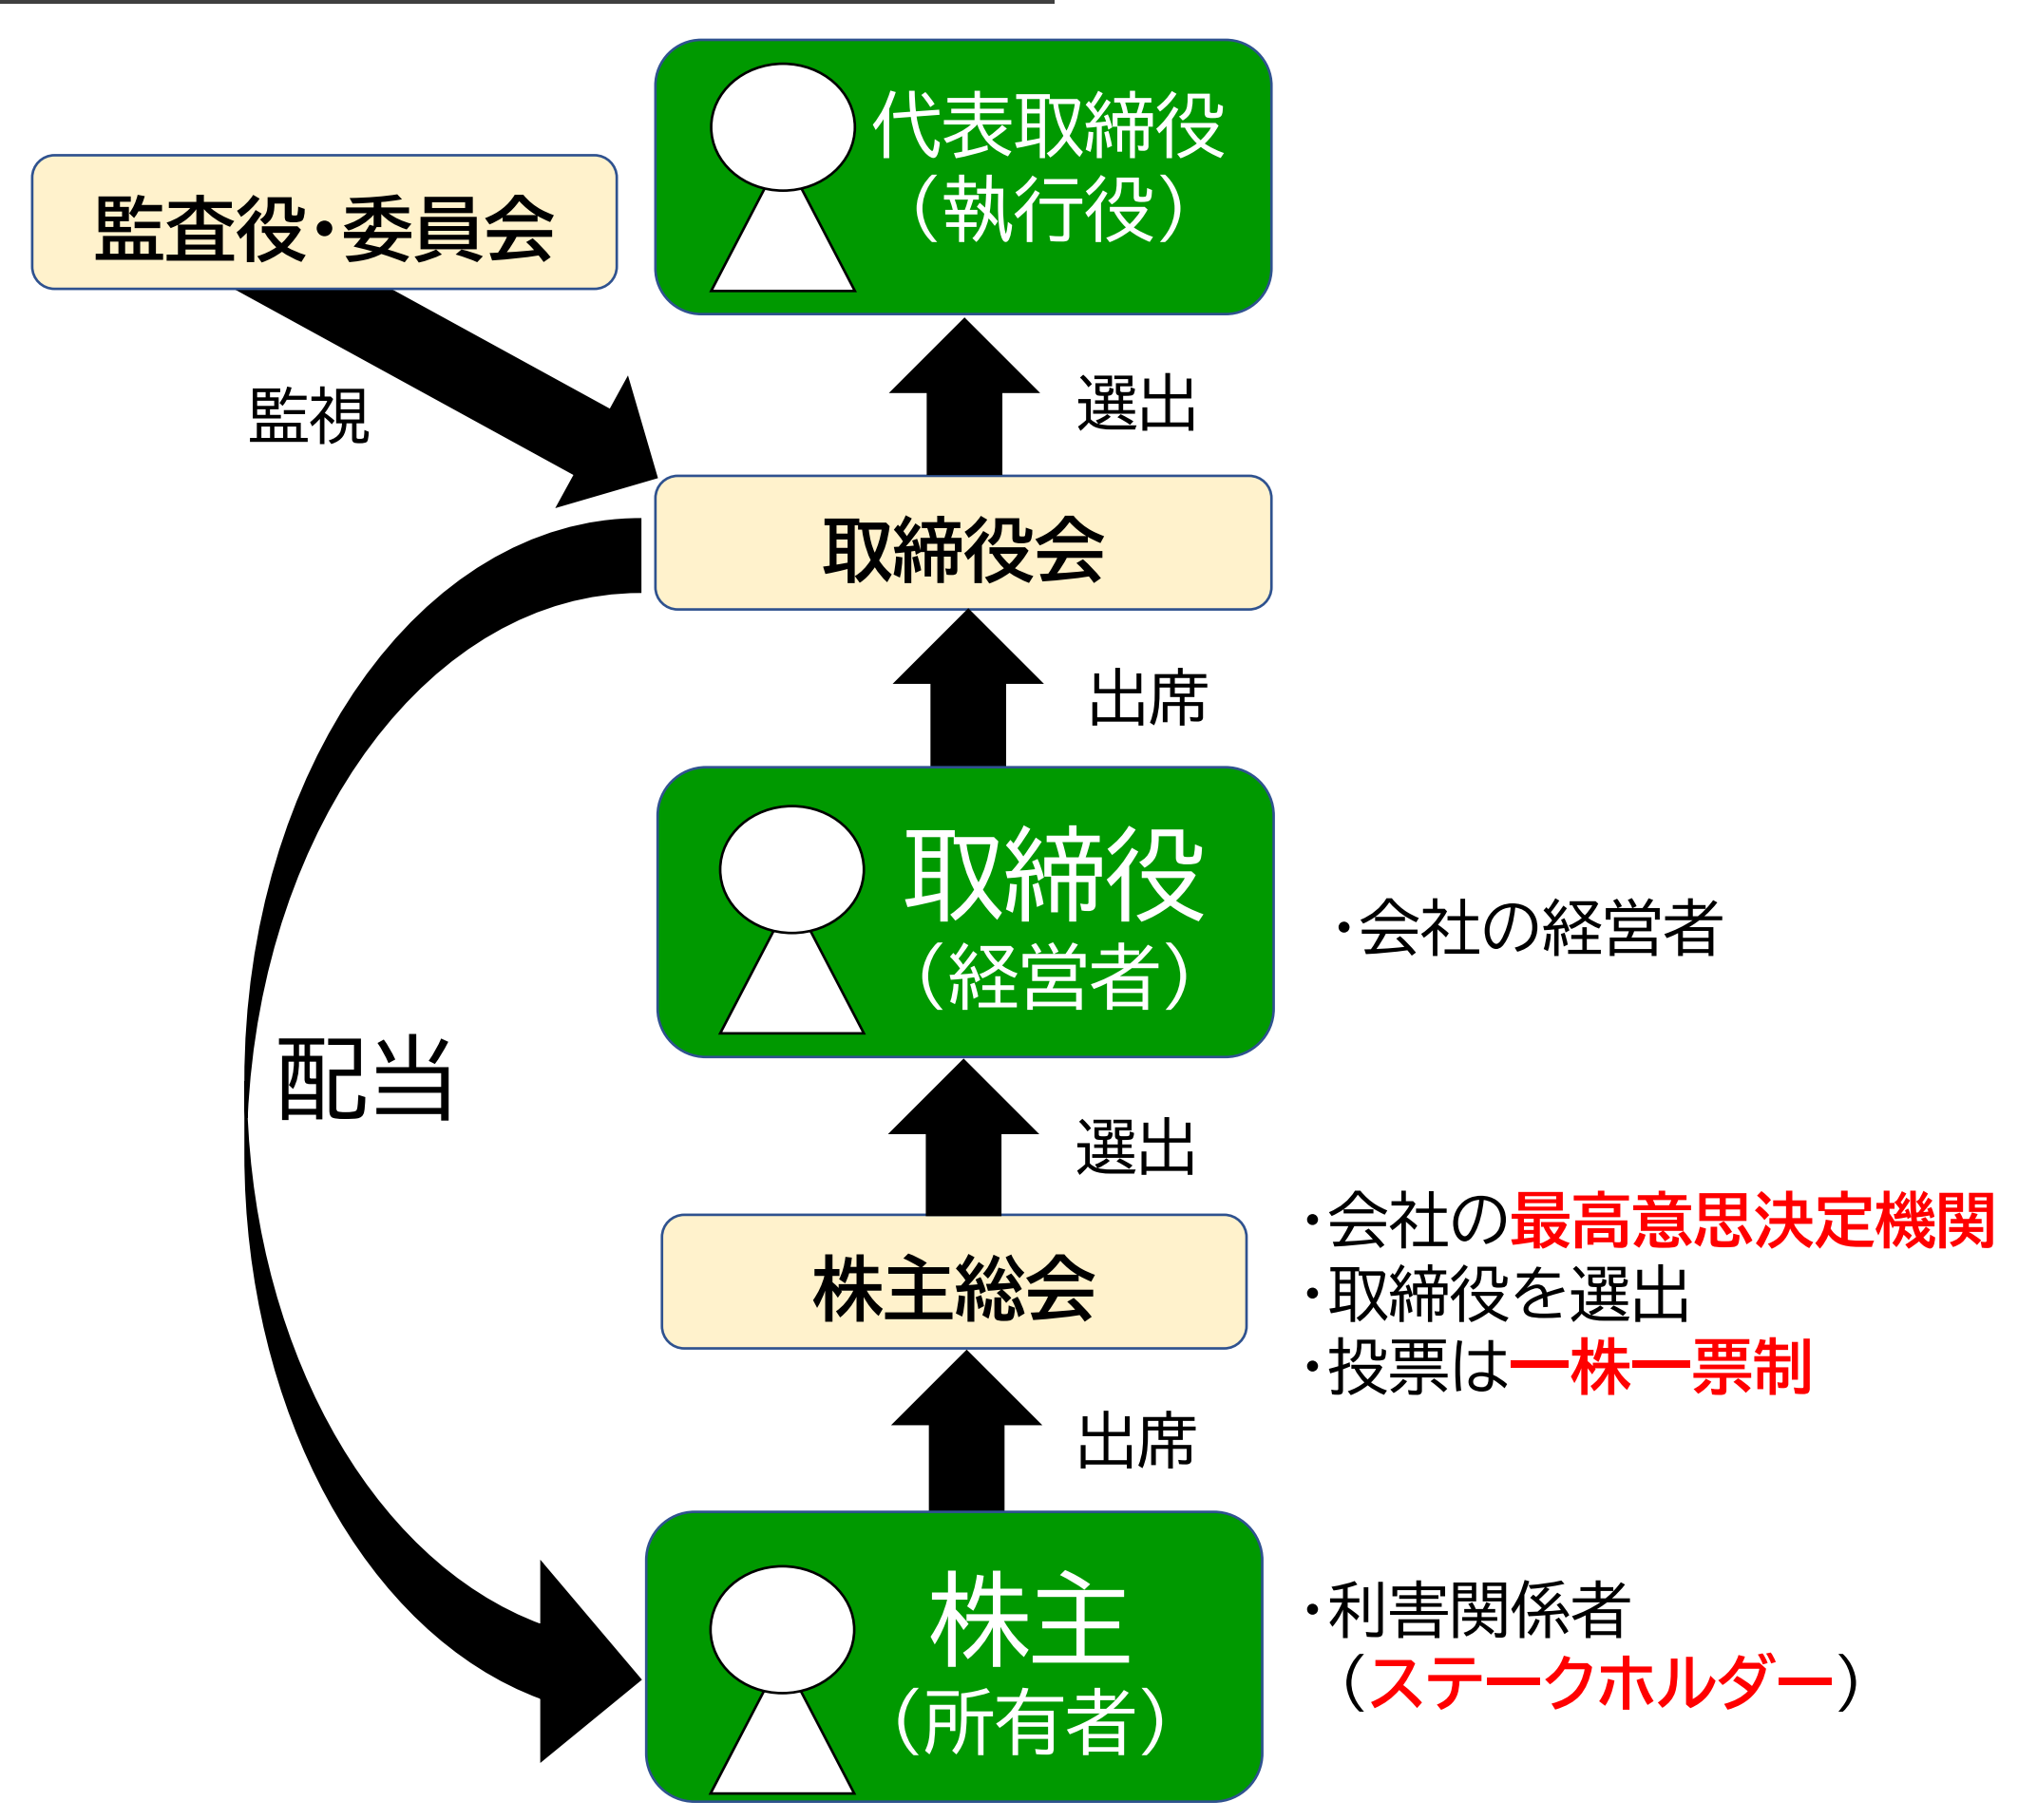 代表取締役
(執行役)
監査役・委員会
監視
選出
取締役会
出席
取締役
(経営者)
・会社の経営者
配当
選出
株主総会
・会社の最高意思決定機関
・取締役を選出
・投票は一株一票制
出席
株主
(所有者)
・利害関係者
(ステークホルダー)